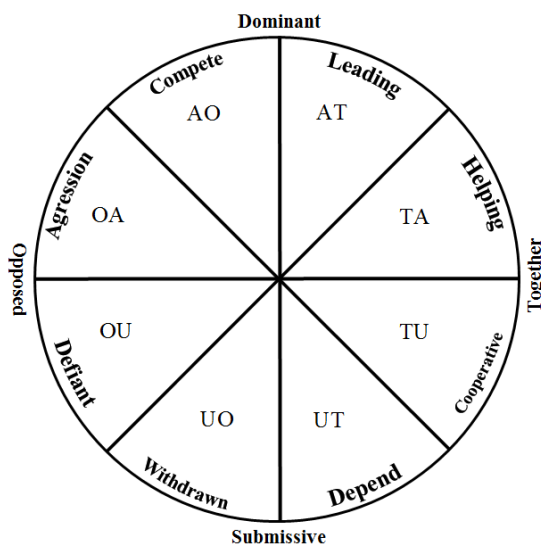 Dominant
Compete
Leading
AO
AT
Agression
Helping
OA
TA
Opposed
Together
OU
TU
Defiant
Cooperative
UO
UT
Withdrawn
Depend
Submissive